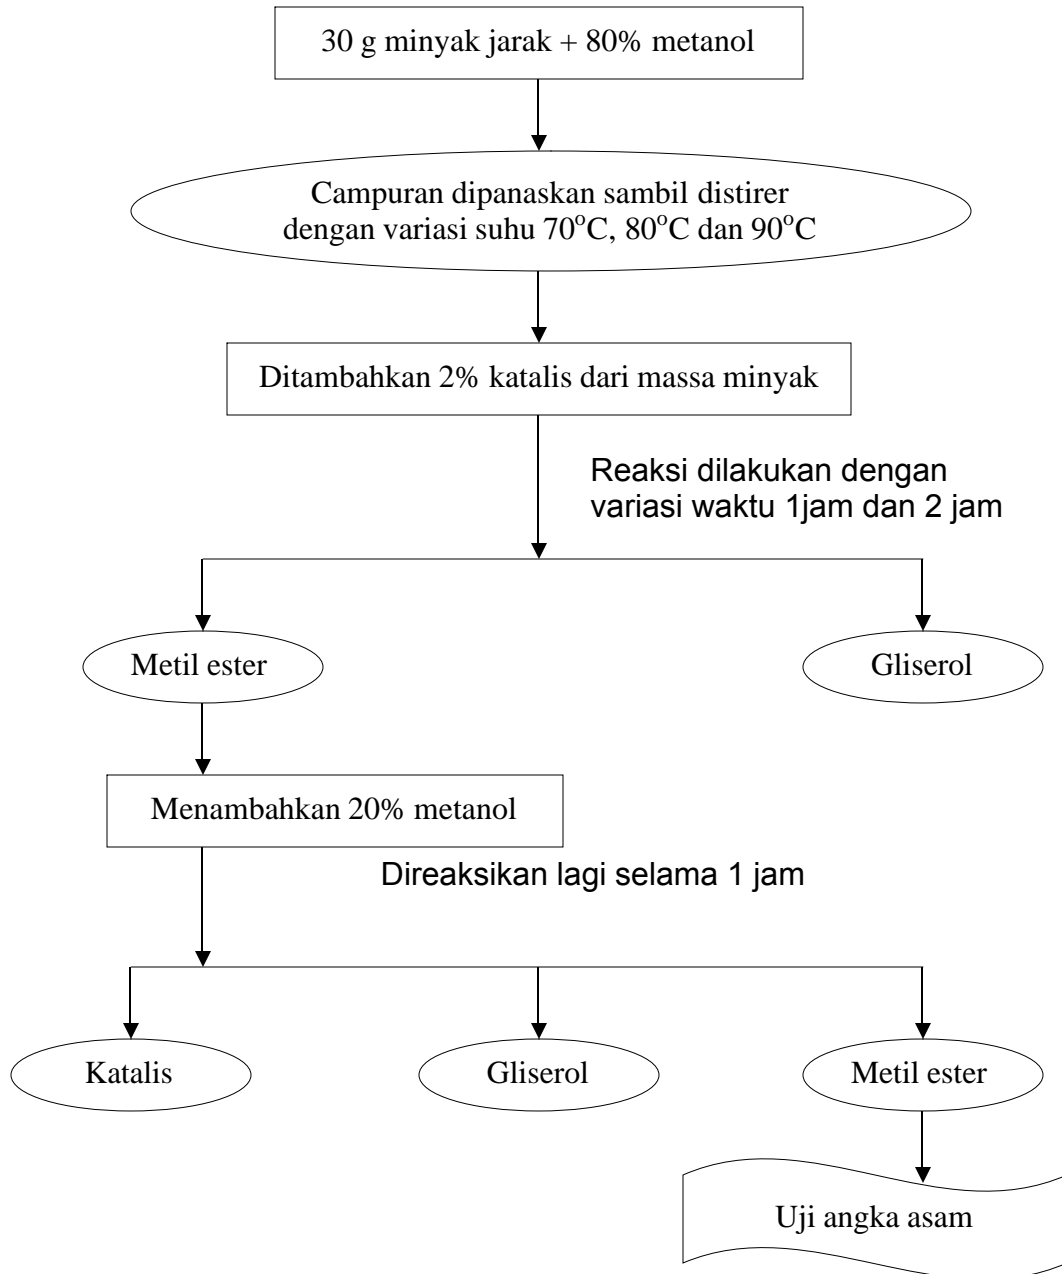 30 g minyak jarak + 80% metanol
Campuran dipanaskan sambil distirer
dengan variasi suhu 70°C, 80°C dan 90°C
Ditambahkan 2% katalis dari massa minyak
Reaksi dilakukan dengan
variasi waktu 1jam dan 2 jam
Metil ester
Gliserol
Menambahkan 20% metanol
Direaksikan lagi selama 1 jam
Katalis
Gliserol
Metil ester
Uji angka asam